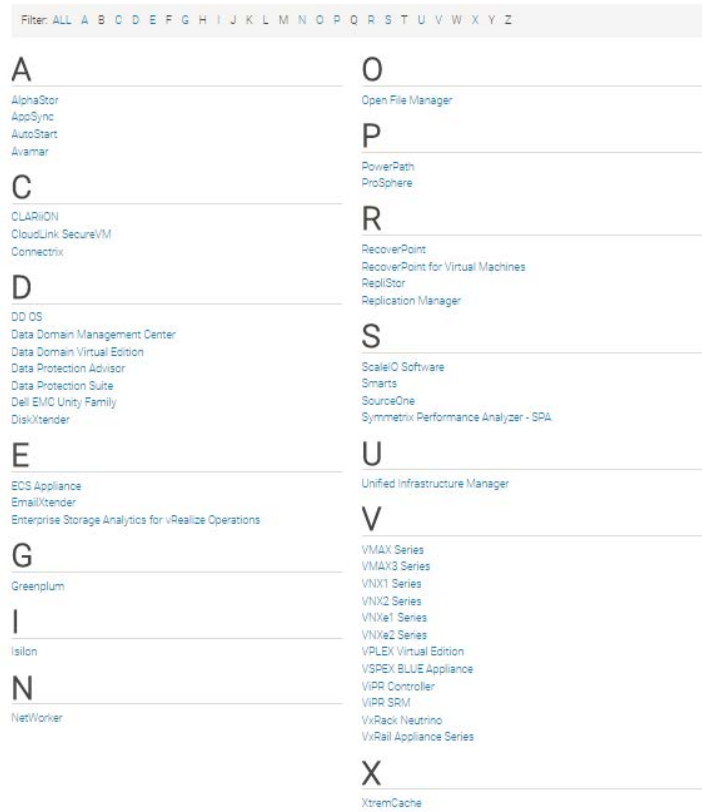 Filter: ALL A B C D E F G H I J K L M N O P Q R S T U V W X Y Z
A
AlphaStor
AppSync
AutoStart
Avamar
C
CLARiiON
CloudLink SecureVM
Connectrix
D
DD OS
Data Domain Management Center
Data Domain Virtual Edition
Data Protection Advisor
Data Protection Suite
Dell EMC Unity Family
DiskXtender
E
ECS Appliance
EmailXtender
Enterprise Storage Analytics for vRealize Operations
G
Greenplum
I
Isilon
N
NetWorker
O
Open File Manager
P
PowerPath
ProSphere
R
RecoverPoint
RecoverPoint for Virtual Machines
RepliStor
Replication Manager
S
ScaleIO Software
Smarts
SourceOne
Symmetrix Performance Analyzer - SPA
U
Unified Infrastructure Manager
V
VMAX Series
VMAX3 Series
VNX1 Series
VNX2 Series
VNXe1 Series
VNXe2 Series
VPLEX Virtual Edition
VSPEX BLUE Appliance
ViPR Controller
ViPR SRM
VxRack Neutrino
VxRail Appliance Series
X
XtremCache